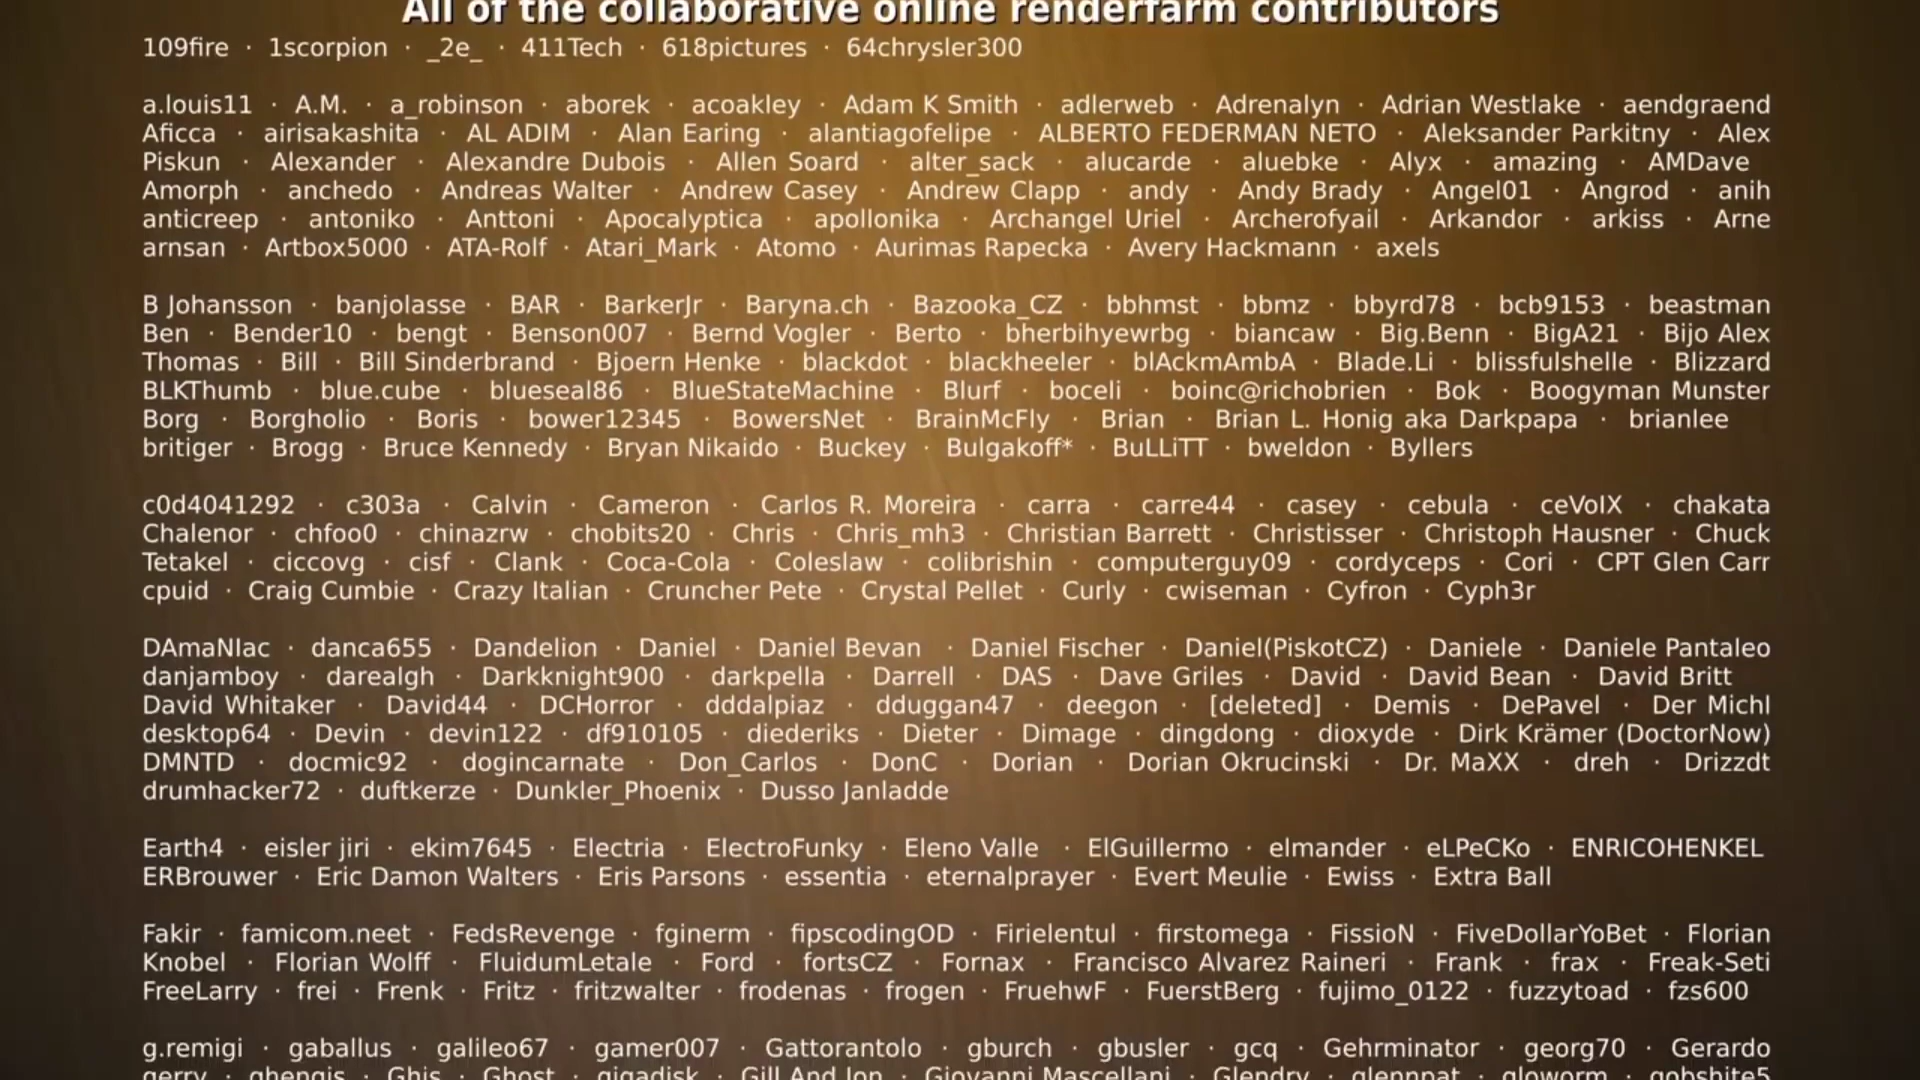 All of the collaborative online renderfarm contributors
109fire · 1scorpion · _2e_ · 411Tech · 618pictures · 64chrysler300
a.louis11 · A.M. · a_robinson · aborek · acoakley · Adam K Smith · adlerweb · Adrenalyn · Adrian Westlake · aendgraend
Aficca · airisakashita · AL ADIM · Alan Earing · alantiagofelipe · ALBERTO FEDERMAN NETO · Aleksander Parkitny · Alex
Piskun · Alexander · Alexandre Dubois · Allen Soard · alter_sack · alucarde · aluebke · Alyx · amazing · AMDave
Amorph · anchedo · Andreas Walter · Andrew Casey · Andrew Clapp · andy · Andy Brady · Angel01 · Angrod · anih
anticreep · antoniko · Anttoni · Apocalyptica · apollonika · Archangel Uriel · Archerofyail · Arkandor · arkiss · Arne
arnsan · Artbox5000 · ATA-Rolf · Atari_Mark · Atomo · Aurimas Rapecka · Avery Hackmann · axels
B Johansson · banjolasse · BAR · BarkerJr · Baryna.ch · Bazooka_CZ · bbhmst · bbmz · bbyrd78 · bcb9153 · beastman
Ben · Bender10 · bengt · Benson007 · Bernd Vogler · Berto · bherbihyewrbg · biancaw · Big.Benn · BigA21 · Bijo Alex
Thomas · Bill · Bill Sinderbrand · Bjoern Henke · blackdot · blackheeler · blAckmAmbA · Blade.Li · blissfulshelle · Blizzard
BLKThumb · blue.cube · blueseal86 · BlueStateMachine · Blurf · boceli · boinc@richobrien · Bok · Boogyman Munster
Borg · Borgholio · Boris · bower12345 · BowersNet · BrainMcFly · Brian · Brian L. Honig aka Darkpapa · brianlee
britiger · Brogg · Bruce Kennedy · Bryan Nikaido · Buckey · Bulgakoff* · BuLLiTT · bweldon · Byllers
c0d4041292 · c303a · Calvin · Cameron · Carlos R. Moreira · carra · carre44 · casey · cebula · ceVoIX · chakata
Chalenor · chfoo0 · chinazrw · chobits20 · Chris · Chris_mh3 · Christian Barrett · Christisser · Christoph Hausner · Chuck
Tetakel · ciccovg · cisf · Clank · Coca-Cola · Coleslaw · colibrishin · computerguy09 · cordyceps · Cori · CPT Glen Carr
cpuid · Craig Cumbie · Crazy Italian · Cruncher Pete · Crystal Pellet · Curly · cwiseman · Cyfron · Cyph3r
DAmaNIac · danca655 · Dandelion · Daniel · Daniel Bevan · Daniel Fischer · Daniel(PiskotCZ) · Daniele · Daniele Pantaleo
danjamboy · darealgh · Darkknight900 · darkpella · Darrell · DAS · Dave Griles · David · David Bean · David Britt
David Whitaker · David44 · DCHorror · dddalpiaz · dduggan47 · deegon · [deleted] · Demis · DePavel · Der Michl
desktop64 · Devin · devin122 · df910105 · diederiks · Dieter · Dimage · dingdong · dioxyde · Dirk Krämer (DoctorNow)
DMNTD · docmic92 · dogincarnate · Don_Carlos · DonC · Dorian · Dorian Okrucinski · Dr. MaXX · dreh · Drizzdt
drumhacker72 · duftkerze · Dunkler_Phoenix · Dusso Janladde
Earth4 · eisler jiri · ekim7645 · Electria · ElectroFunky · Eleno Valle · ElGuillermo · elmander · eLPeCKo · ENRICOHENKEL
ERBrouwer · Eric Damon Walters · Eris Parsons · essentia · eternalprayer · Evert Meulie · Ewiss · Extra Ball
Fakir · famicom.neet · FedsRevenge · fginerm · fipscodingOD · Firielentul · firstomega · FissioN · FiveDollarYoBet · Florian
Knobel · Florian Wolff · FluidumLetale · Ford · fortsCZ · Fornax · Francisco Alvarez Raineri · Frank · frax · Freak-Seti
FreeLarry · frei · Frenk · Fritz · fritzwalter · frodenas · frogen · FruehwF · FuerstBerg · fujimo_0122 · fuzzytoad · fzs600
g.remigi · gaballus · galileo67 · gamer007 · Gattorantolo · gburch · gbusler · gcq · Gehrminator · georg70 · Gerardo
gerry · ghengis · Ghis · Ghost · gigadisk · Gill And Jon · Giovanni Mascellani · Glendry · glennpat · gloworm · gobshite5